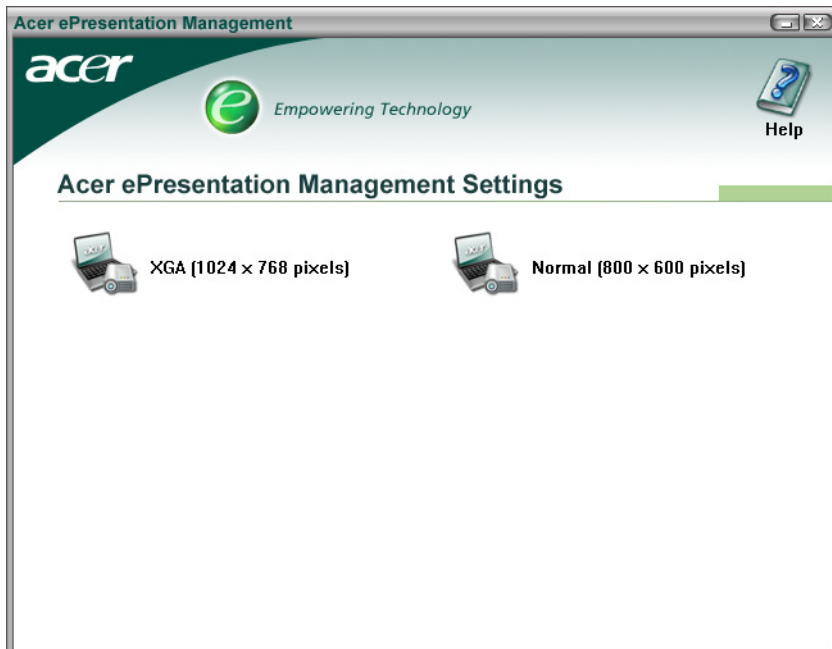 Acer ePresentation Management
acer
e Empowering Technology
Help
Acer ePresentation Management Settings
XGA (1024 x 768 pixels)
Normal (800 x 600 pixels)